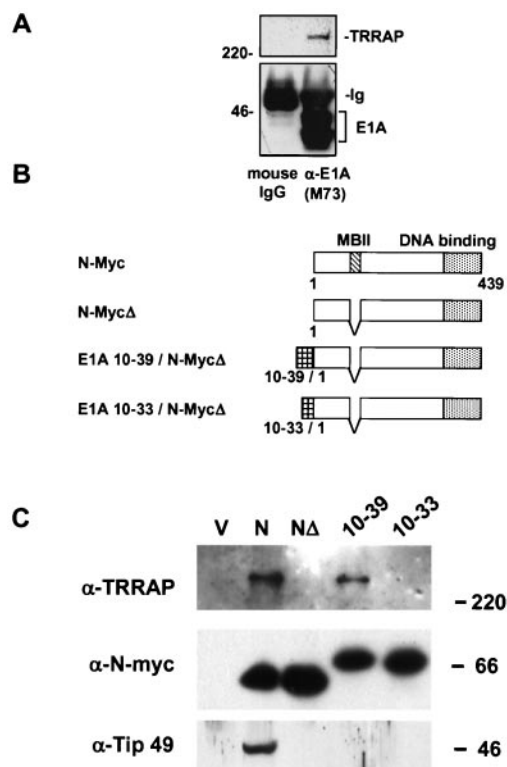 A
-TRRAP
220-
-Ig
46-
E1A
mouse IgG
α-E1A (M73)
B
MBII DNA binding
N-Myc
1 439
N-MycΔ
1
E1A 10-39 / N-MycΔ
10-39 / 1
E1A 10-33 / N-MycΔ
10-33 / 1
C
V N NΔ 10-39 10-33
α-TRRAP
– 220
α-N-myc
– 66
α-Tip 49
– 46